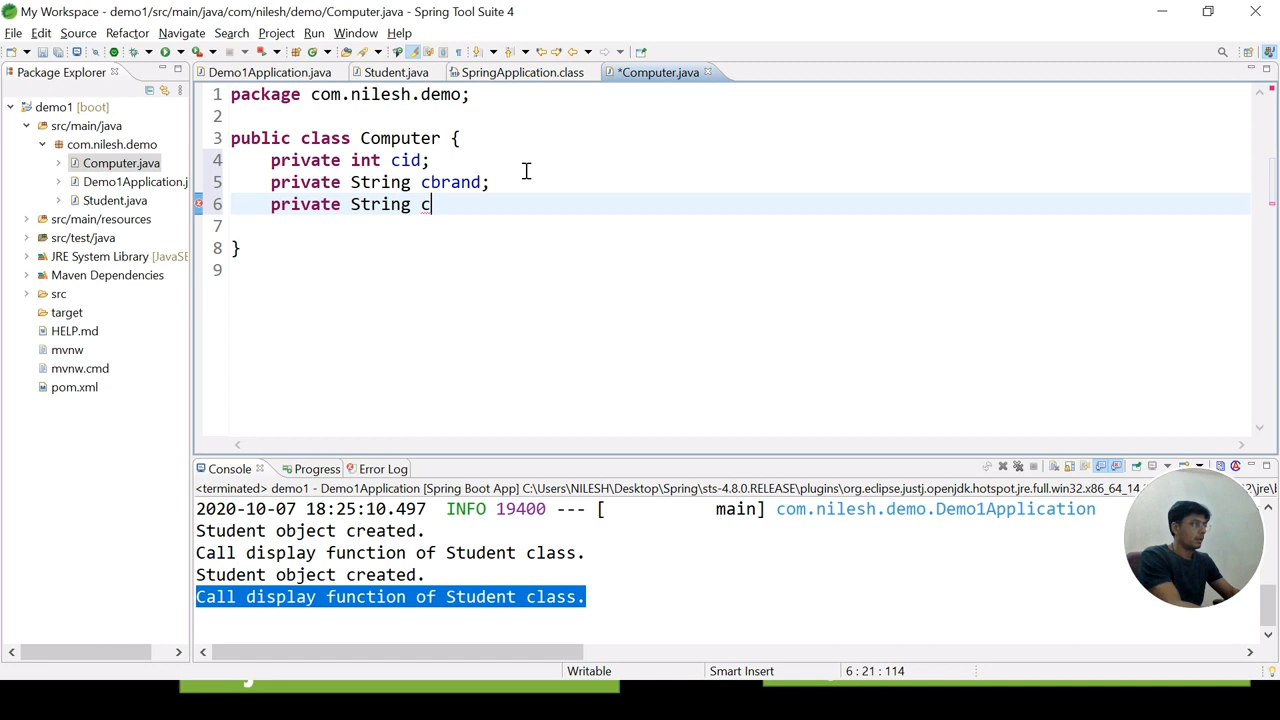 My Workspace - demo1/src/main/java/com/nilesh/demo/Computer.java - Spring Tool Suite 4
File Edit Source Refactor Navigate Search Project Run Window Help
Package Explorer
demo1 [boot]
src/main/java
com.nilesh.demo
Computer.java
Demo1Application.j
Student.java
src/main/resources
src/test/java
JRE System Library [JavaSE
Maven Dependencies
src
target
HELP.md
mvnw
mvnw.cmd
pom.xml
Demo1Application.java Student.java SpringApplication.class *Computer.java
1 package com.nilesh.demo;
2
3 public class Computer {
4 private int cid;
5 private String cbrand;
6 private String c
7
8 }
9
Console Progress Error Log
<terminated> demo1 - Demo1Application [Spring Boot App] C:\Users\NILESH\Desktop\Spring\sts-4.8.0.RELEASE\plugins\org.eclipse.justj.openjdk.hotspot.jre.full.win32.x86_64_14.
2020-10-07 18:25:10.497 INFO 19400 --- [ main] com.nilesh.demo.Demo1Application
Student object created.
Call display function of Student class.
Student object created.
Call display function of Student class.
Writable Smart Insert 6 : 21 : 114